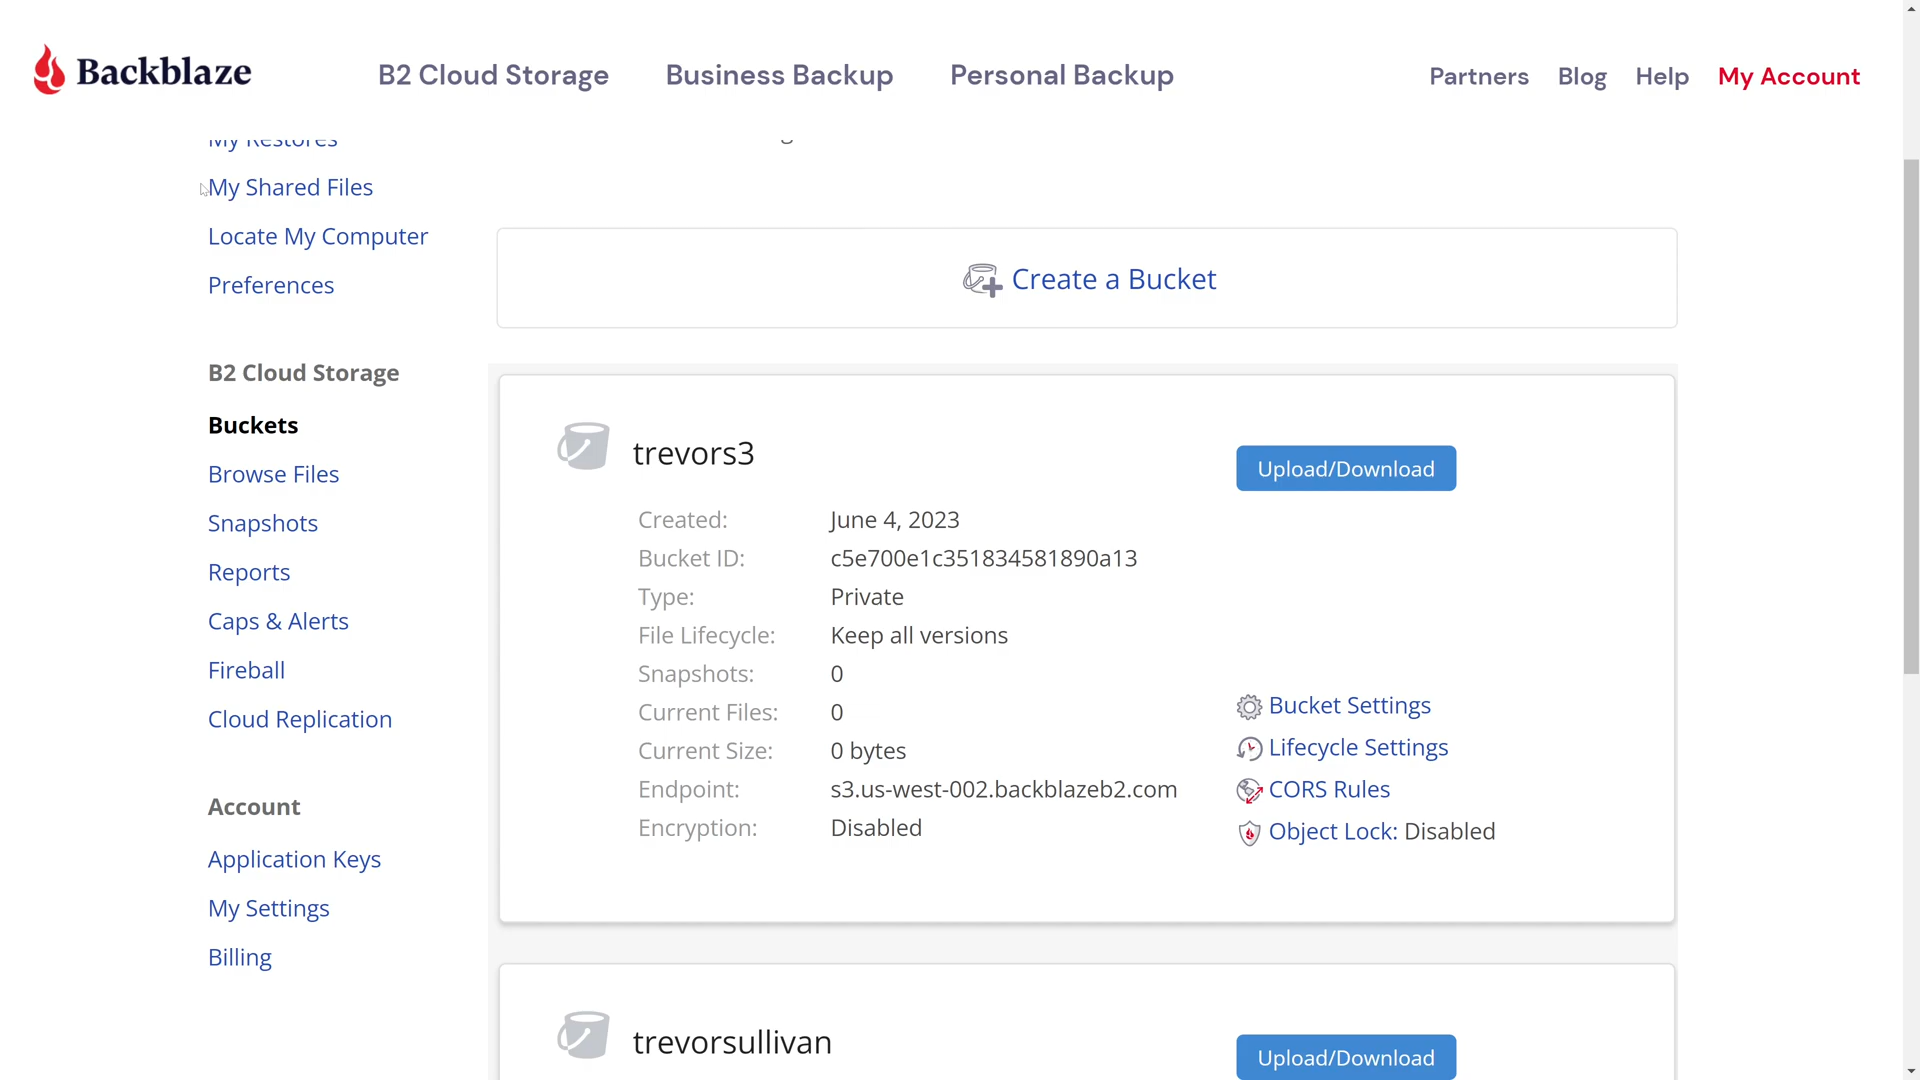 Backblaze
B2 Cloud Storage
Business Backup
Personal Backup
Partners
Blog
Help
My Account
My Restores
My Shared Files
Locate My Computer
Preferences
B2 Cloud Storage
Buckets
Browse Files
Snapshots
Reports
Caps & Alerts
Fireball
Cloud Replication
Account
Application Keys
My Settings
Billing
Create a Bucket
trevors3
Upload/Download
Created: June 4, 2023
Bucket ID: c5e700e1c351834581890a13
Type: Private
File Lifecycle: Keep all versions
Snapshots: 0
Current Files: 0
Current Size: 0 bytes
Endpoint: s3.us-west-002.backblazeb2.com
Encryption: Disabled
Bucket Settings
Lifecycle Settings
CORS Rules
Object Lock: Disabled
trevorsullivan
Upload/Download